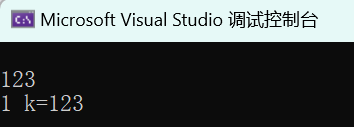 Microsoft Visual Studio 调试控制台
123
1 k=123